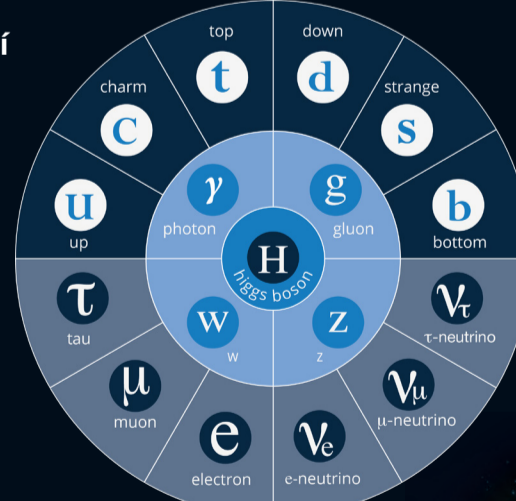 í
top
t
down
d
charm
c
strange
s
u
up
b
bottom
γ
photon
g
gluon
H
higgs boson
W
w
Z
z
τ
tau
ντ
τ-neutrino
μ
muon
νμ
μ-neutrino
e
electron
νe
e-neutrino